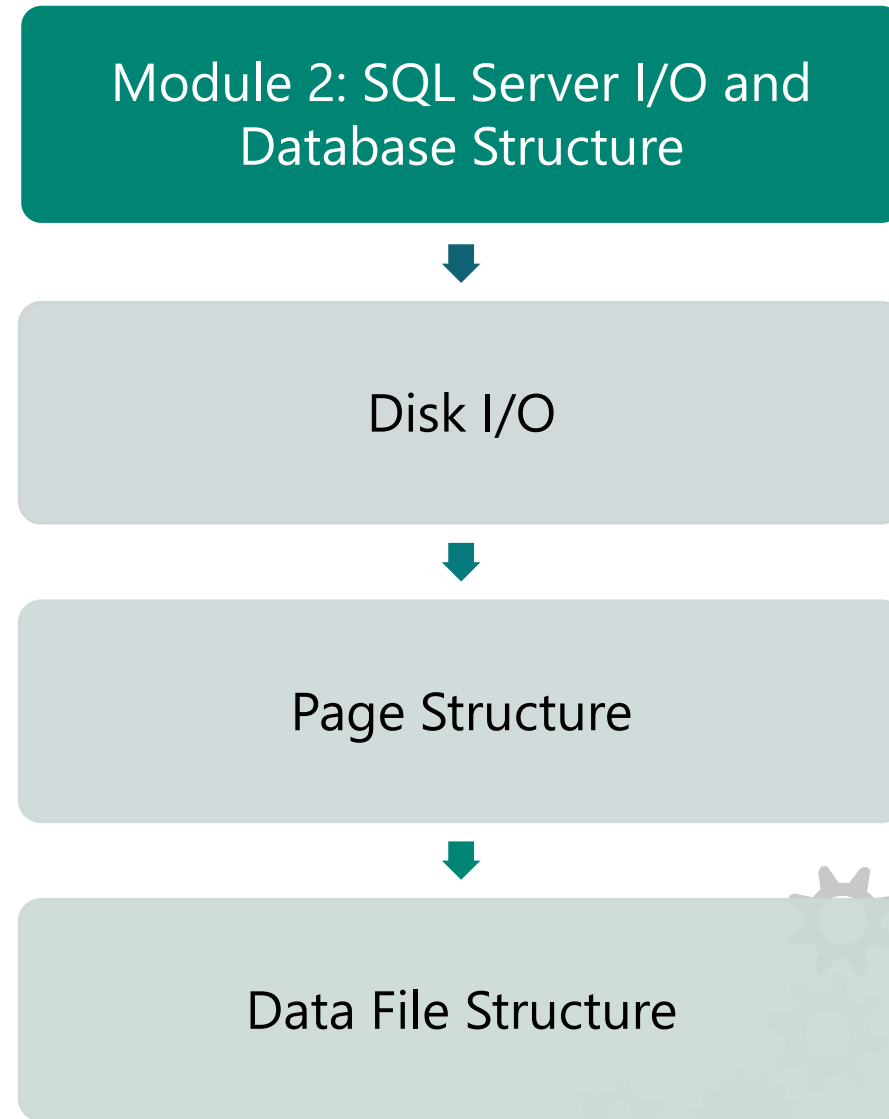 Module 2: SQL Server I/O and
Database Structure
Disk I/O
Page Structure
Data File Structure